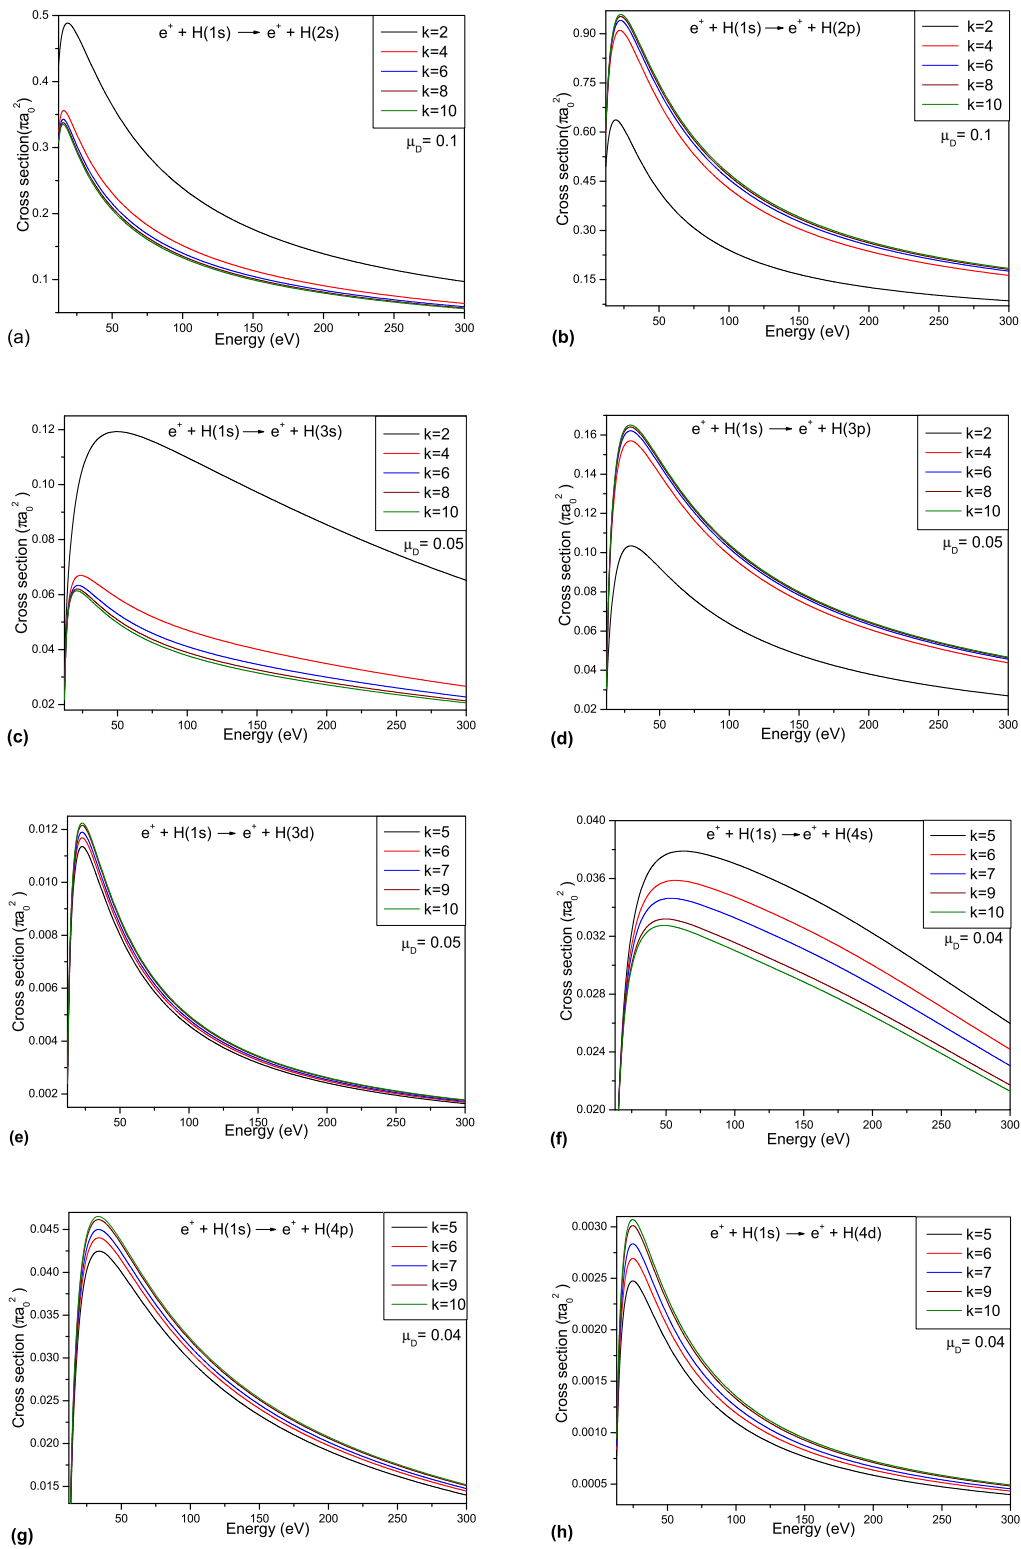 e⁺ + H(1s) → e⁺ + H(2s)
k=2
k=4
k=6
k=8
k=10
μD= 0.1
0.5
0.4
0.3
0.2
0.1
Cross section(πa₀²)
50 100 150 200 250 300
Energy (eV)
(a)
e⁺ + H(1s) → e⁺ + H(2p)
k=2
k=4
k=6
k=8
k=10
μD= 0.1
0.90
0.75
0.60
0.45
0.30
0.15
Cross section(πa₀²)
50 100 150 200 250 300
Energy (eV)
(b)
e⁺ + H(1s) → e⁺ + H(3s)
k=2
k=4
k=6
k=8
k=10
μD= 0.05
0.12
0.10
0.08
0.06
0.04
0.02
Cross section (πa₀²)
50 100 150 200 250 300
Energy (eV)
(c)
e⁺ + H(1s) → e⁺ + H(3p)
k=2
k=4
k=6
k=8
k=10
μD= 0.05
0.16
0.14
0.12
0.10
0.08
0.06
0.04
0.02
Cross section (πa₀²)
50 100 150 200 250 300
Energy (eV)
(d)
e⁺ + H(1s) → e⁺ + H(3d)
k=5
k=6
k=7
k=9
k=10
μD= 0.05
0.012
0.010
0.008
0.006
0.004
0.002
Cross section (πa₀²)
50 100 150 200 250 300
Energy (eV)
(e)
e⁺ + H(1s) → e⁺ + H(4s)
k=5
k=6
k=7
k=9
k=10
μD= 0.04
0.040
0.036
0.032
0.028
0.024
0.020
Cross section (πa₀²)
50 100 150 200 250 300
Energy (eV)
(f)
e⁺ + H(1s) → e⁺ + H(4p)
k=5
k=6
k=7
k=9
k=10
μD= 0.04
0.045
0.040
0.035
0.030
0.025
0.020
0.015
Cross section (πa₀²)
50 100 150 200 250 300
Energy (eV)
(g)
e⁺ + H(1s) → e⁺ + H(4d)
k=5
k=6
k=7
k=9
k=10
μD= 0.04
0.0030
0.0025
0.0020
0.0015
0.0010
0.0005
Cross section (πa₀²)
50 100 150 200 250 300
Energy (eV)
(h)